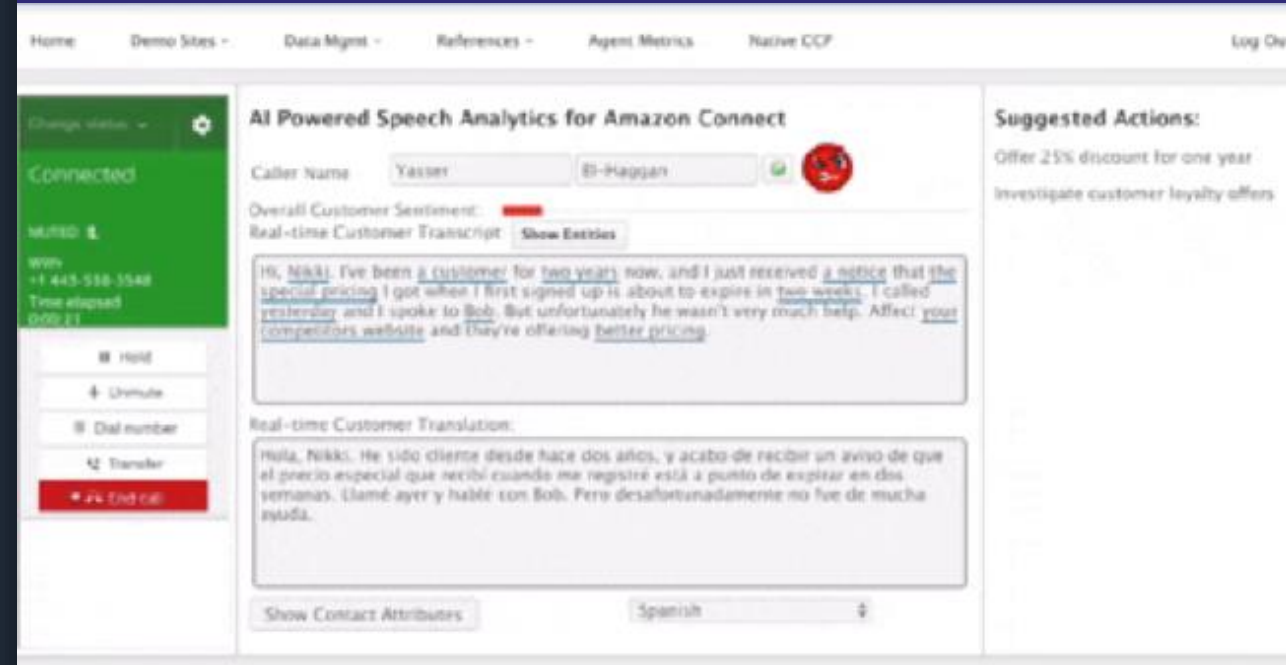 Home Demo Sites - Data Mgmt - References - Agent Metrics Native CCP Log Ou
Change status
Connected
MUTED
With
+1 443-538-3548
Time elapsed
0:00:21
Hold
Unmute
Dial number
Transfer
End call
AI Powered Speech Analytics for Amazon Connect
Caller Name Yasser El-Haggan
Overall Customer Sentiment:
Real-time Customer Transcript Show Entities
Hi, Nikki. I've been a customer for two years now, and I just received a notice that the
special pricing I got when I first signed up is about to expire in two weeks. I called
yesterday and I spoke to Bob. But unfortunately he wasn't very much help. Affect your
competitors website and they're offering better pricing.
Real-time Customer Translation:
Hola, Nikki. He sido cliente desde hace dos años, y acabo de recibir un aviso de que
el precio especial que recibí cuando me registré está a punto de expirar en dos
semanas. Llamé ayer y hablé con Bob. Pero desafortunadamente no fue de mucha
ayuda.
Show Contact Attributes Spanish
Suggested Actions:
Offer 25% discount for one year
Investigate customer loyalty offers